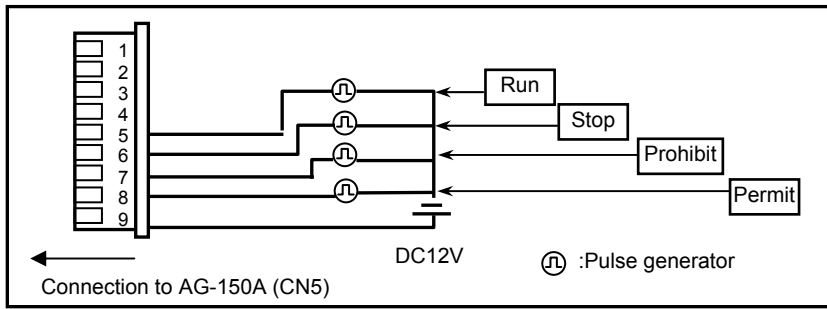 1
2
3
4
5
6
7
8
9
Run
Stop
Prohibit
Permit
DC12V
:Pulse generator
Connection to AG-150A (CN5)